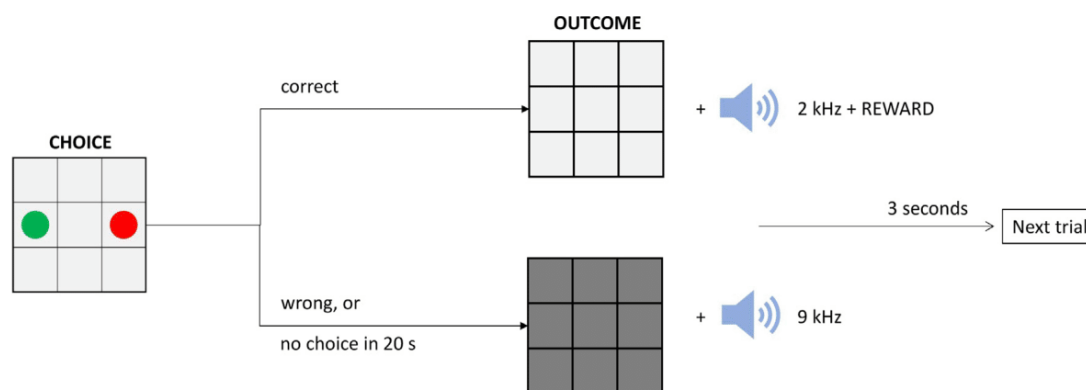 OUTCOME
correct
2 kHz + REWARD
+
CHOICE
3 seconds
Next trial
wrong, or
no choice in 20 s
+
9 kHz